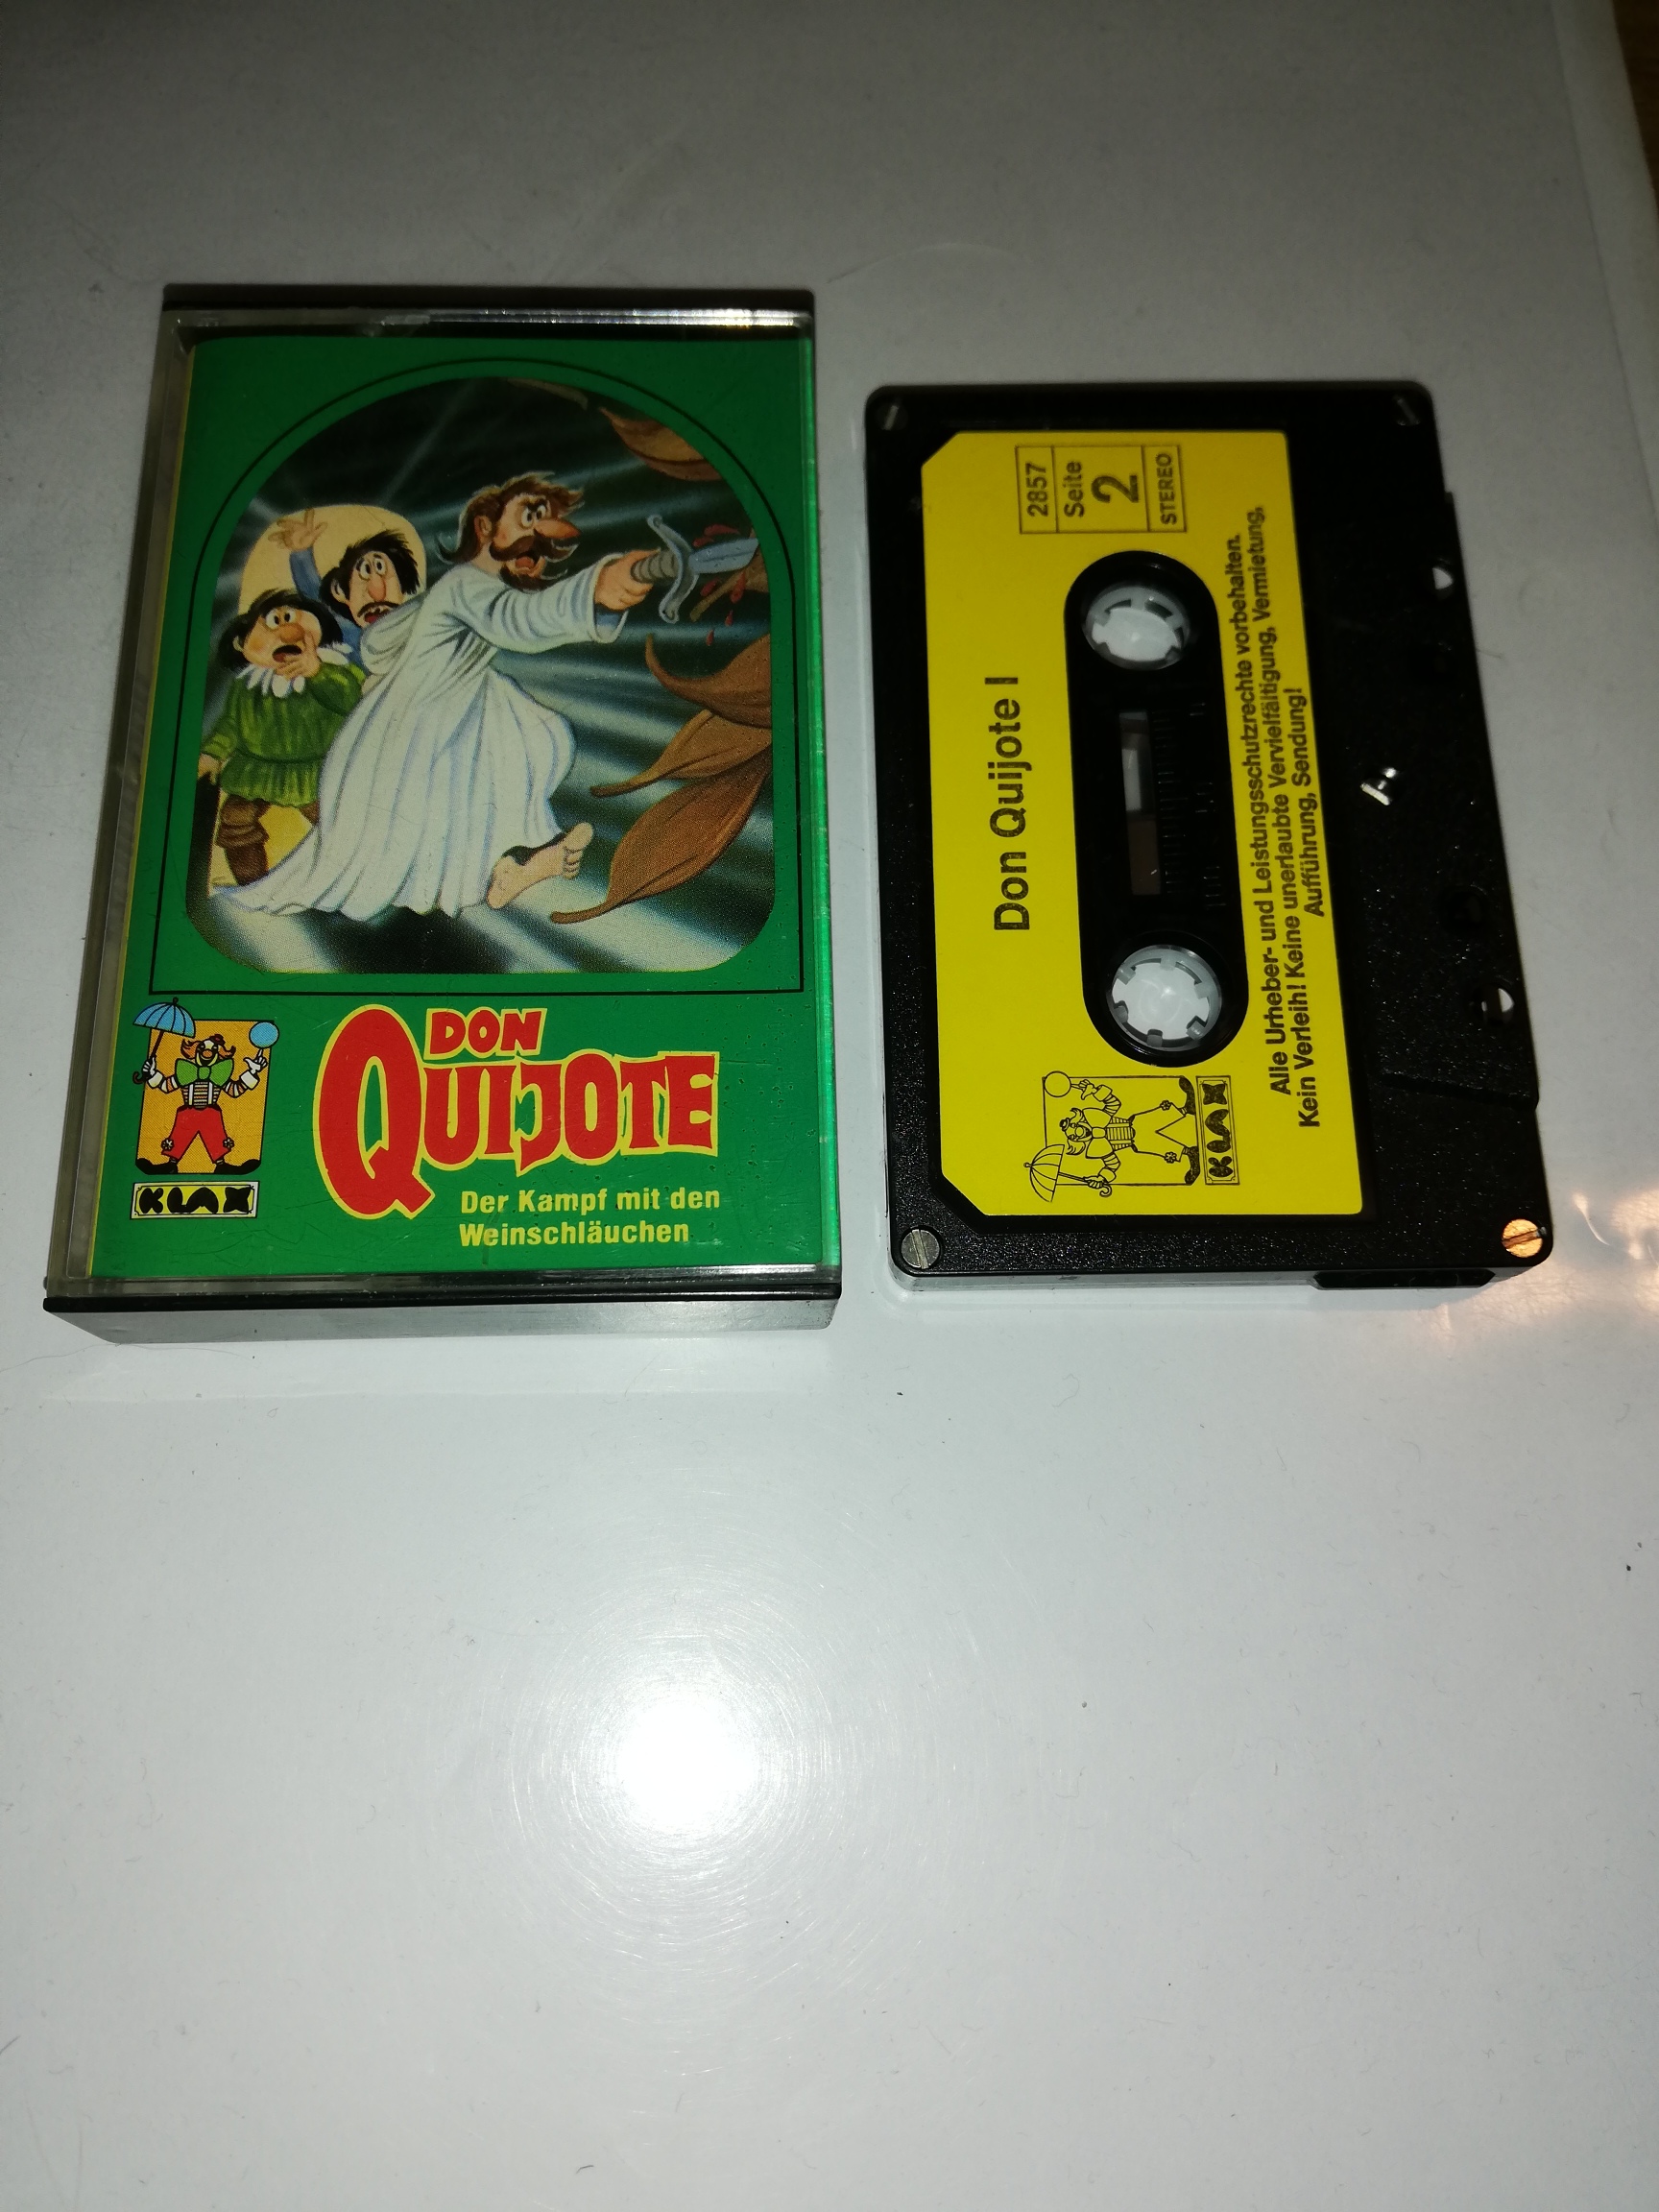 DON
QUIJOTE
Der Kampf mit den
Weinschläuchen
KLAX
2857
Seite
2
STEREO
Don Quijote I
KLAX
Alle Urheber- und Leistungsschutzrechte vorbehalten.
Kein Verleih! Keine unerlaubte Vervielfältigung, Vermietung,
Aufführung, Sendung!